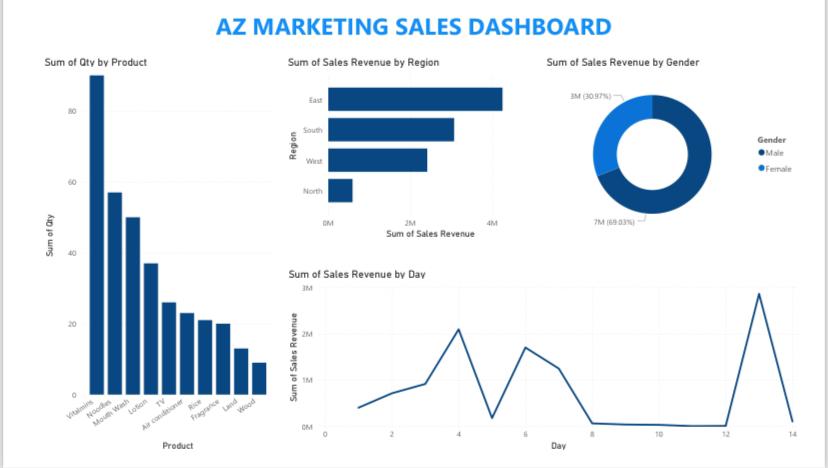 AZ MARKETING SALES DASHBOARD
Sum of Qty by Product
Sum of Qty
80
60
40
20
0
Vitamins
Noodles
Mouth Wash
Lotion
TV
Air conditioner
Rice
Fragrance
Land
Wood
Product
Sum of Sales Revenue by Region
Region
East
South
West
North
0M 2M 4M
Sum of Sales Revenue
Sum of Sales Revenue by Gender
3M (30.97%)
7M (69.03%)
Gender
Male
Female
Sum of Sales Revenue by Day
Sum of Sales Revenue
3M
2M
1M
0M
0 2 4 6 8 10 12 14
Day